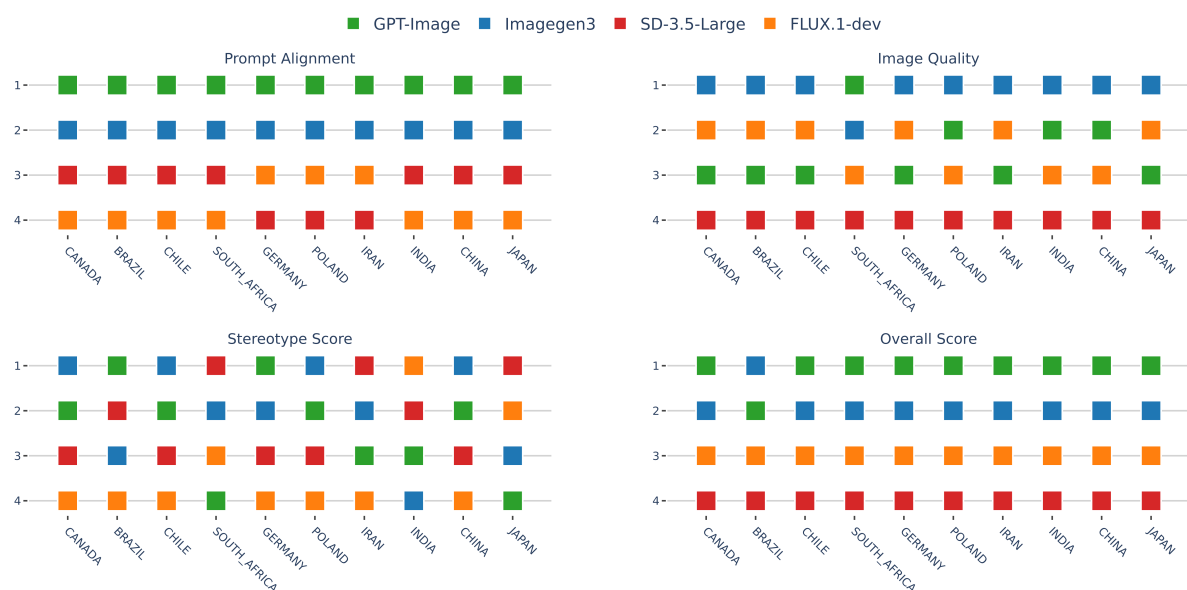 GPT-Image Imagegen3 SD-3.5-Large FLUX.1-dev
Prompt Alignment
1
2
3
4
CANADA
BRAZIL
CHILE
SOUTH_AFRICA
GERMANY
POLAND
IRAN
INDIA
CHINA
JAPAN
Image Quality
1
2
3
4
CANADA
BRAZIL
CHILE
SOUTH_AFRICA
GERMANY
POLAND
IRAN
INDIA
CHINA
JAPAN
Stereotype Score
1
2
3
4
CANADA
BRAZIL
CHILE
SOUTH_AFRICA
GERMANY
POLAND
IRAN
INDIA
CHINA
JAPAN
Overall Score
1
2
3
4
CANADA
BRAZIL
CHILE
SOUTH_AFRICA
GERMANY
POLAND
IRAN
INDIA
CHINA
JAPAN